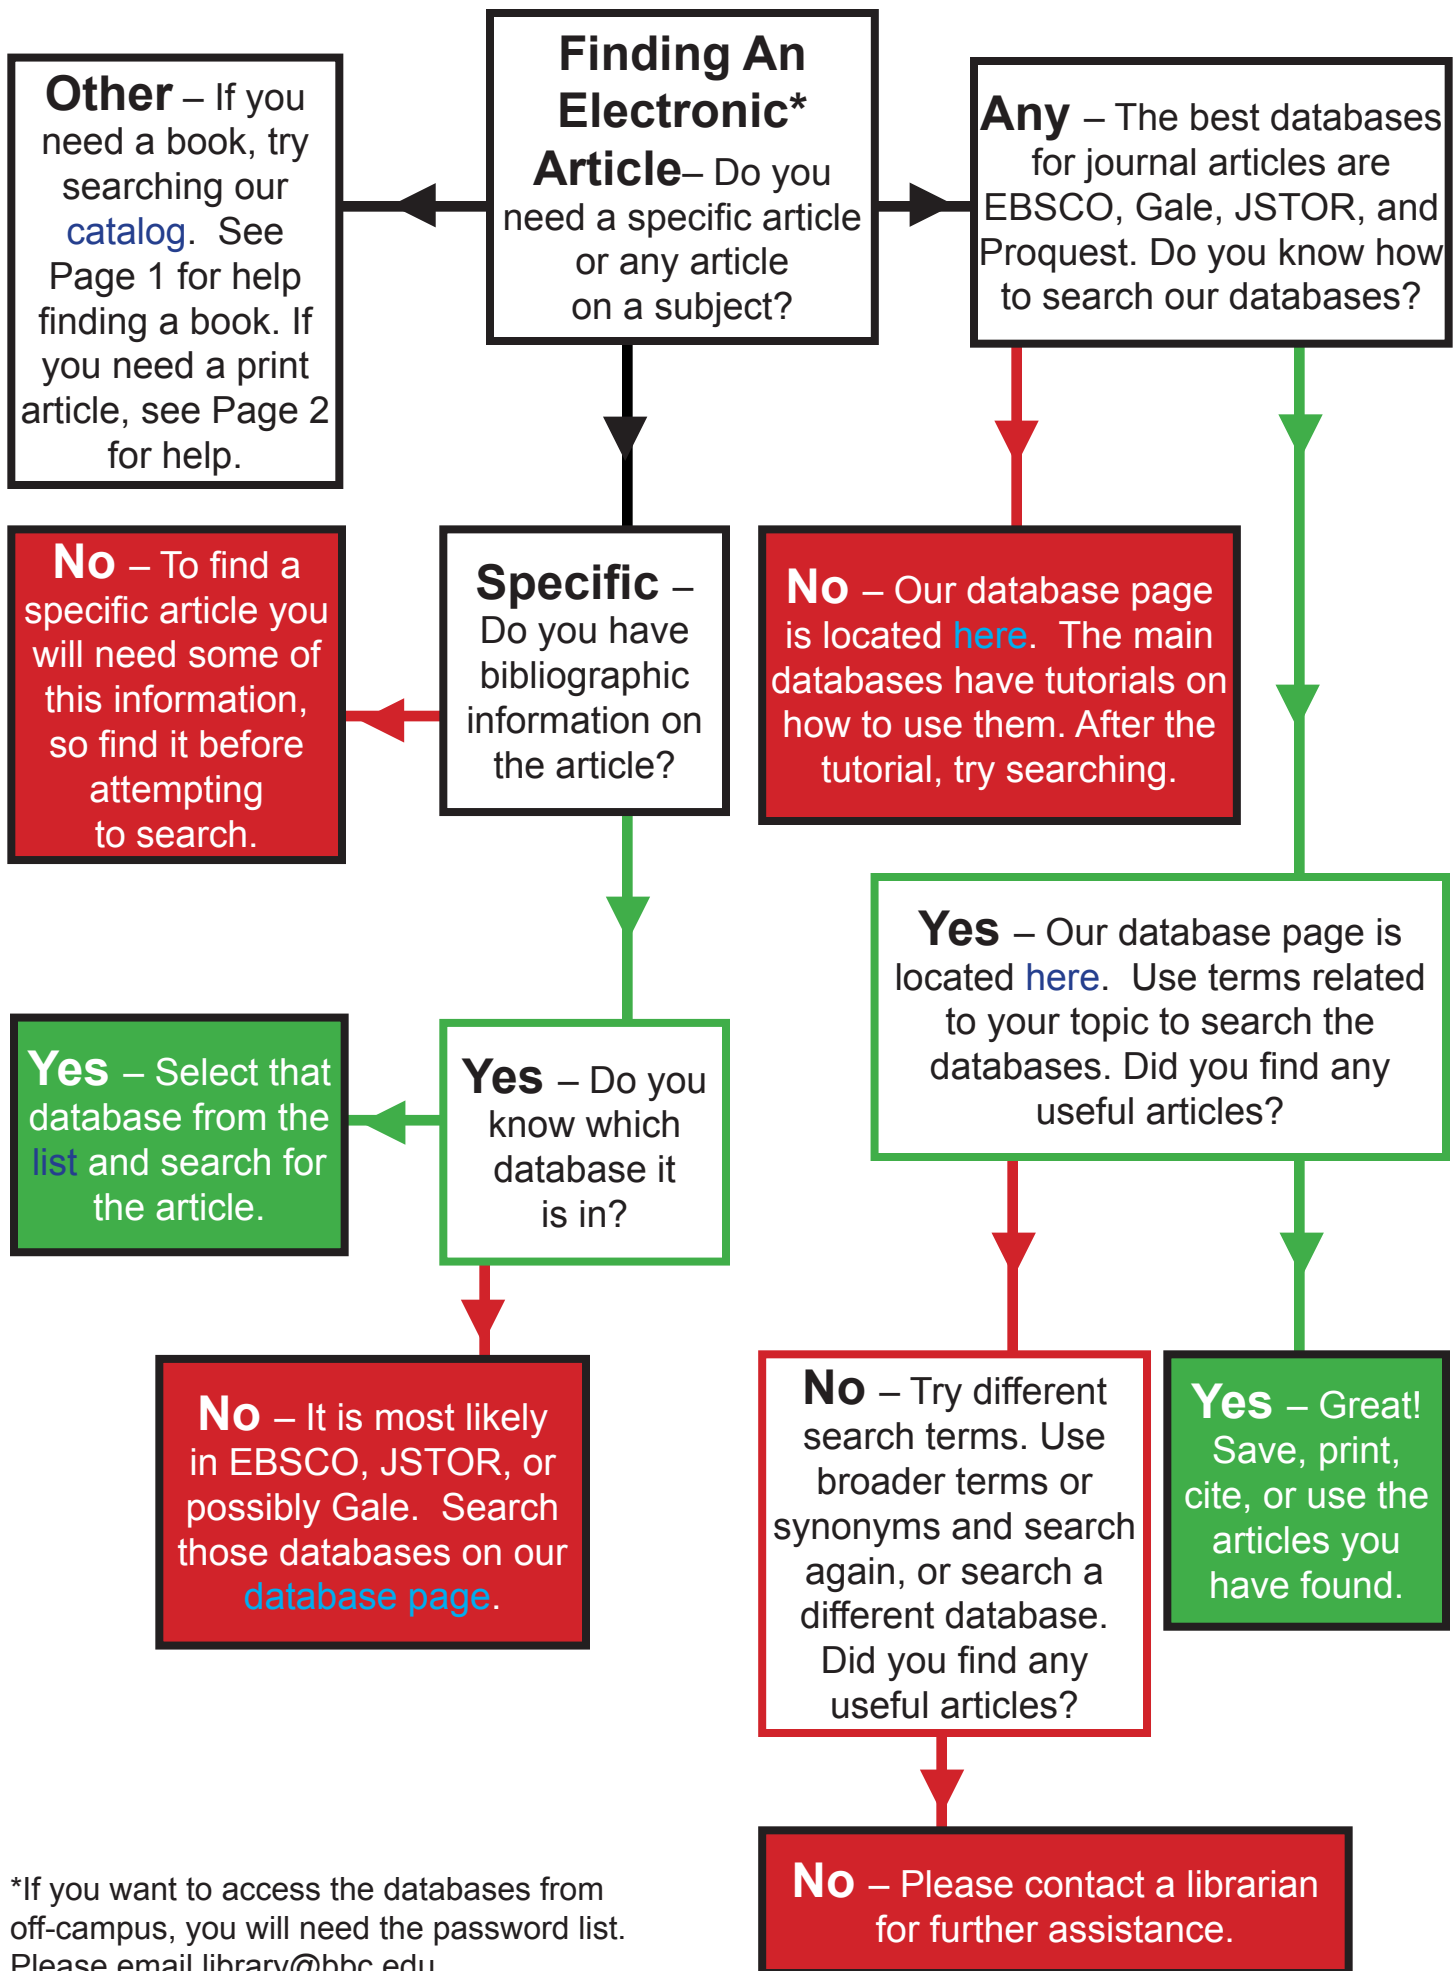 Finding An
Electronic*
Article– Do you
need a specific article
or any article
on a subject?
Other – If you
need a book, try
searching our
catalog.  See
Page 1 for help
finding a book. If
you need a print
article, see Page 2
for help.
Any – The best databases
for journal articles are
EBSCO, Gale, JSTOR, and
Proquest. Do you know how
to search our databases?
No – To find a
specific article you
will need some of
this information,
so find it before
attempting
to search.
Specific –
Do you have
bibliographic
information on
the article?
No – Our database page
is located here.  The main
databases have tutorials on
how to use them. After the
tutorial, try searching.
Yes – Our database page is
located here.  Use terms related
to your topic to search the
databases. Did you find any
useful articles?
Yes – Select that
database from the
list and search for
the article.
Yes – Do you
know which
database it
is in?
No – It is most likely
in EBSCO, JSTOR, or
possibly Gale.  Search
those databases on our
database page.
No – Try different
search terms. Use
broader terms or
synonyms and search
again, or search a
different database.
Did you find any
useful articles?
Yes – Great!
Save, print,
cite, or use the
articles you
have found.
No – Please contact a librarian
for further assistance.
*If you want to access the databases from
off-campus, you will need the password list.
Please email library@bbc.edu